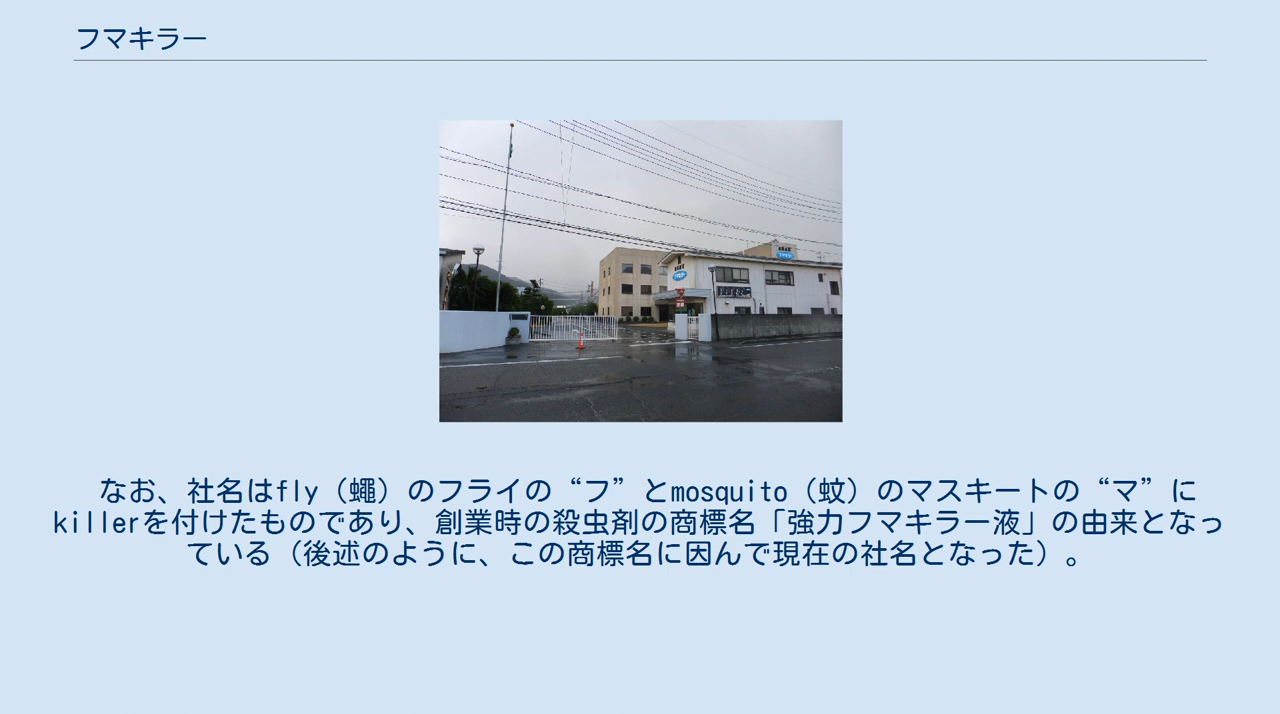 フマキラー
なお、社名はfly（蠅）のフライの“フ”とmosquito（蚊）のマスキートの“マ”に
killerを付けたものであり、創業時の殺虫剤の商標名「強力フマキラー液」の由来となっ
ている（後述のように、この商標名に因んで現在の社名となった）。